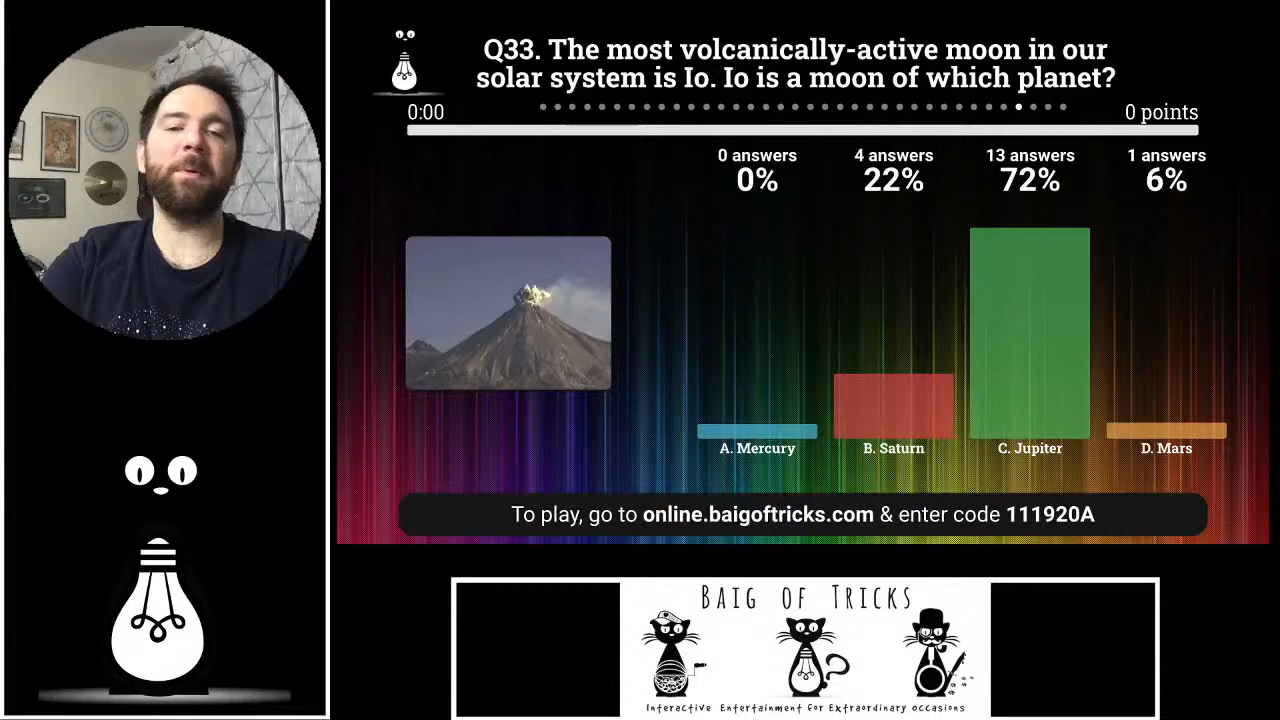 Q33. The most volcanically-active moon in our
solar system is Io. Io is a moon of which planet?
0:00
0 points
0 answers
0%
4 answers
22%
13 answers
72%
1 answers
6%
A. Mercury
B. Saturn
C. Jupiter
D. Mars
To play, go to online.baigoftricks.com & enter code 111920A
BAIG OF TRICKS
Interactive Entertainment for Extraordinary occasions